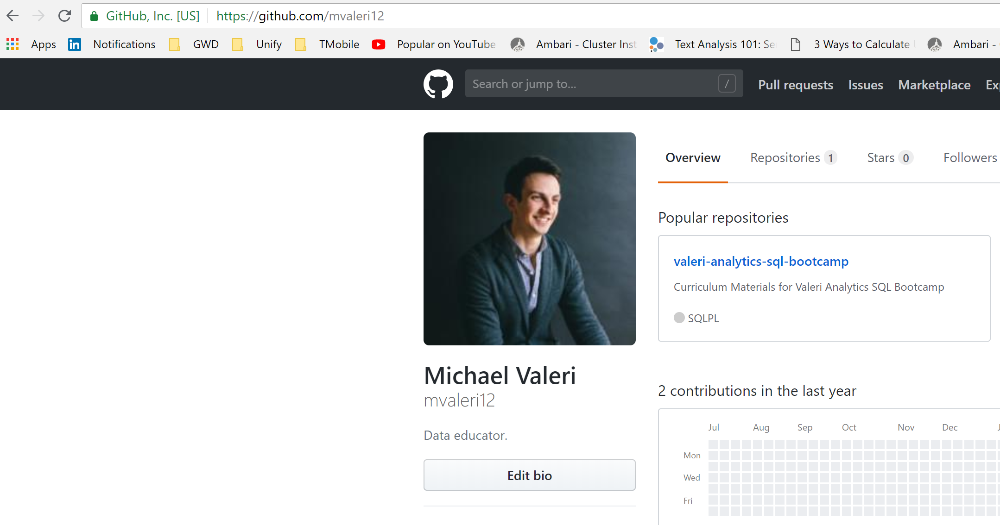 GitHub, Inc. [US] https://github.com/mvaleri12
Apps Notifications GWD Unify TMobile Popular on YouTube Ambari - Cluster Inst Text Analysis 101: Se 3 Ways to Calculate Ambari -
Search or jump to... / Pull requests Issues Marketplace Ex
Overview Repositories 1 Stars 0 Followers
Popular repositories
valeri-analytics-sql-bootcamp
Curriculum Materials for Valeri Analytics SQL Bootcamp
SQLPL
Michael Valeri
mvaleri12
Data educator.
Edit bio
2 contributions in the last year
Jul Aug Sep Oct Nov Dec
Mon
Wed
Fri